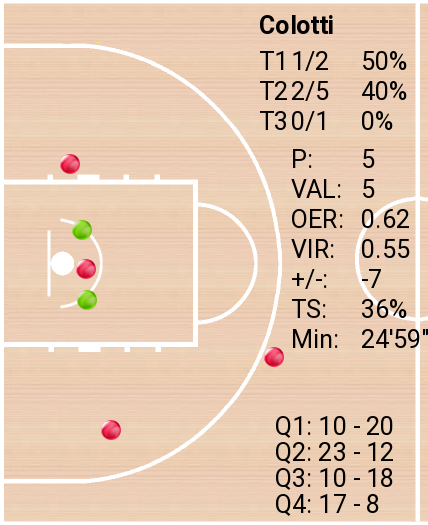 Colotti
T1 1/2 50%
T2 2/5 40%
T3 0/1 0%
P: 5
VAL: 5
OER: 0.62
VIR: 0.55
+/-: -7
TS: 36%
Min: 24'59"
Q1: 10 - 20
Q2: 23 - 12
Q3: 10 - 18
Q4: 17 - 8